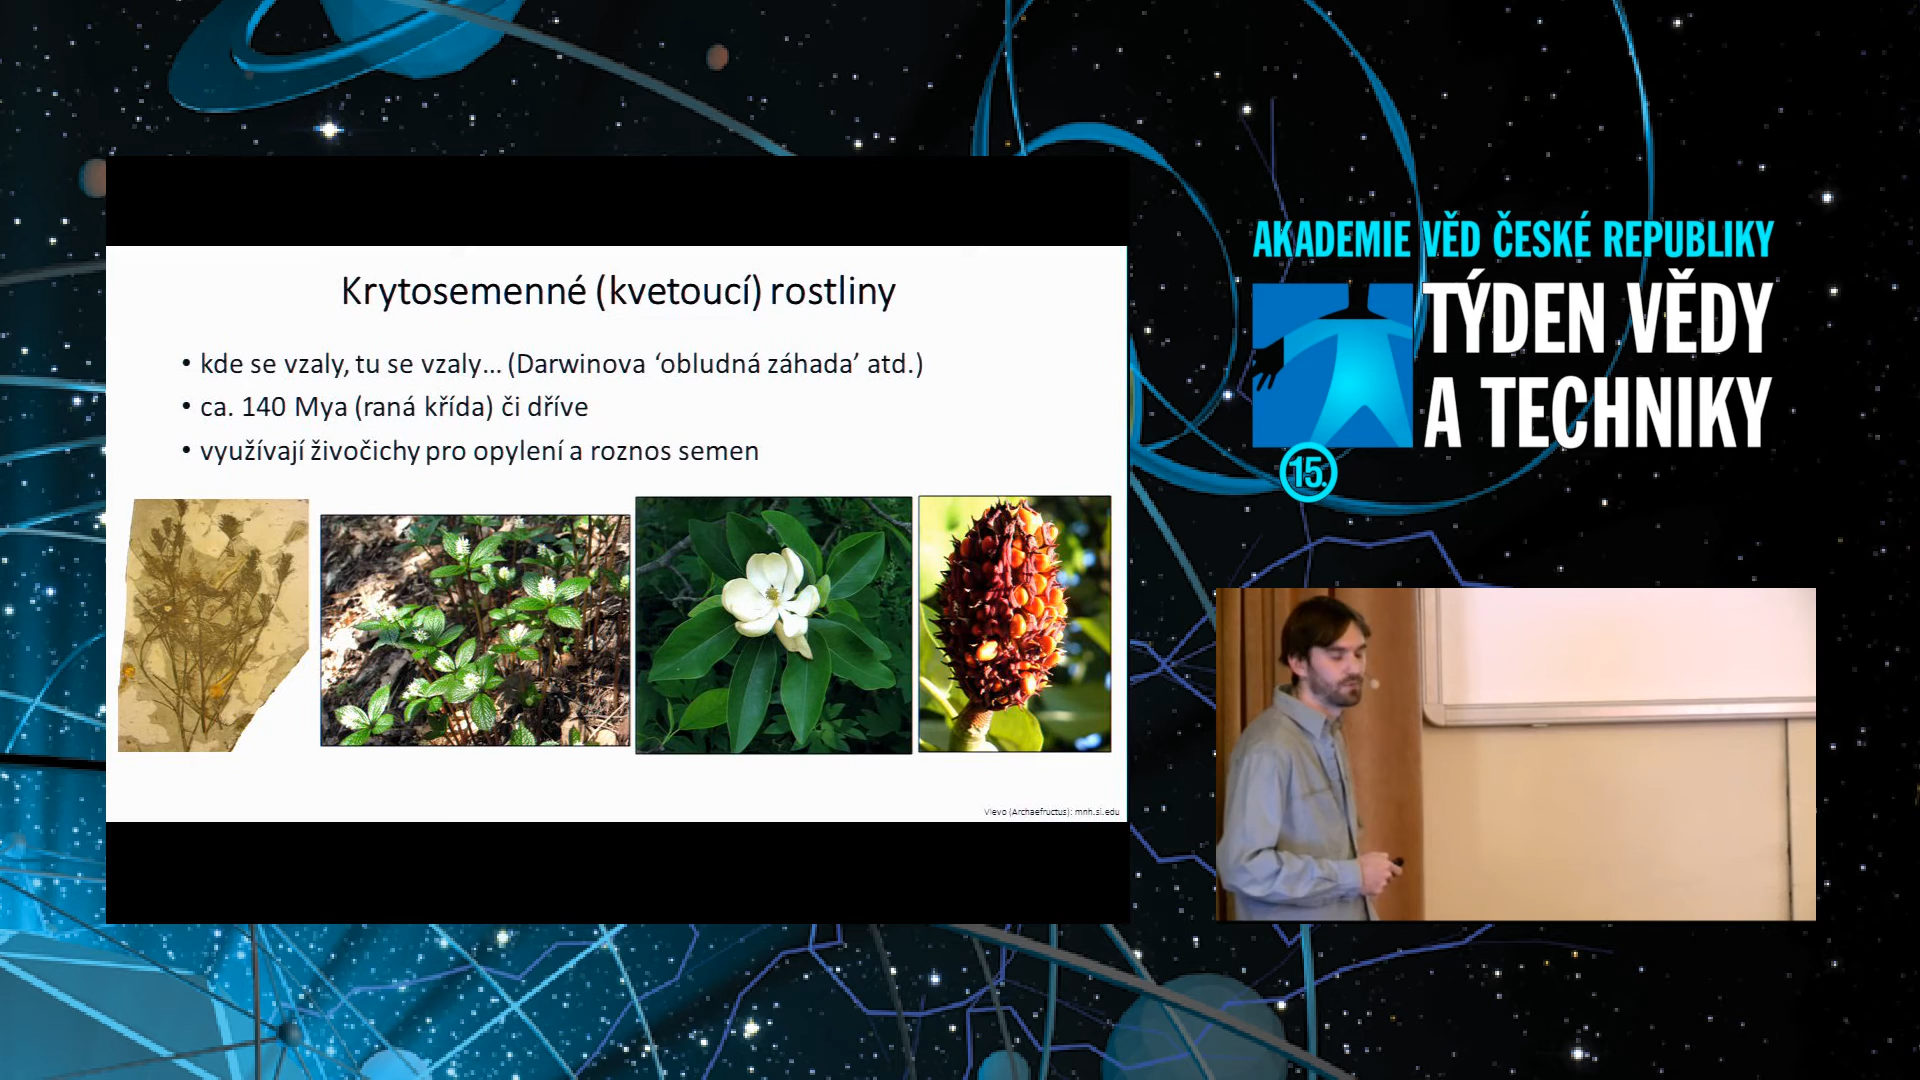 Krytosemenné (kvetoucí) rostliny
• kde se vzaly, tu se vzaly... (Darwinova ‘obludná záhada’ atd.)
• ca. 140 Mya (raná křída) či dříve
• využívají živočichy pro opylení a roznos semen
Vlevo (Archaefructus): mnh.si.edu
AKADEMIE VĚD ČESKÉ REPUBLIKY
TÝDEN VĚDY
A TECHNIKY
15.